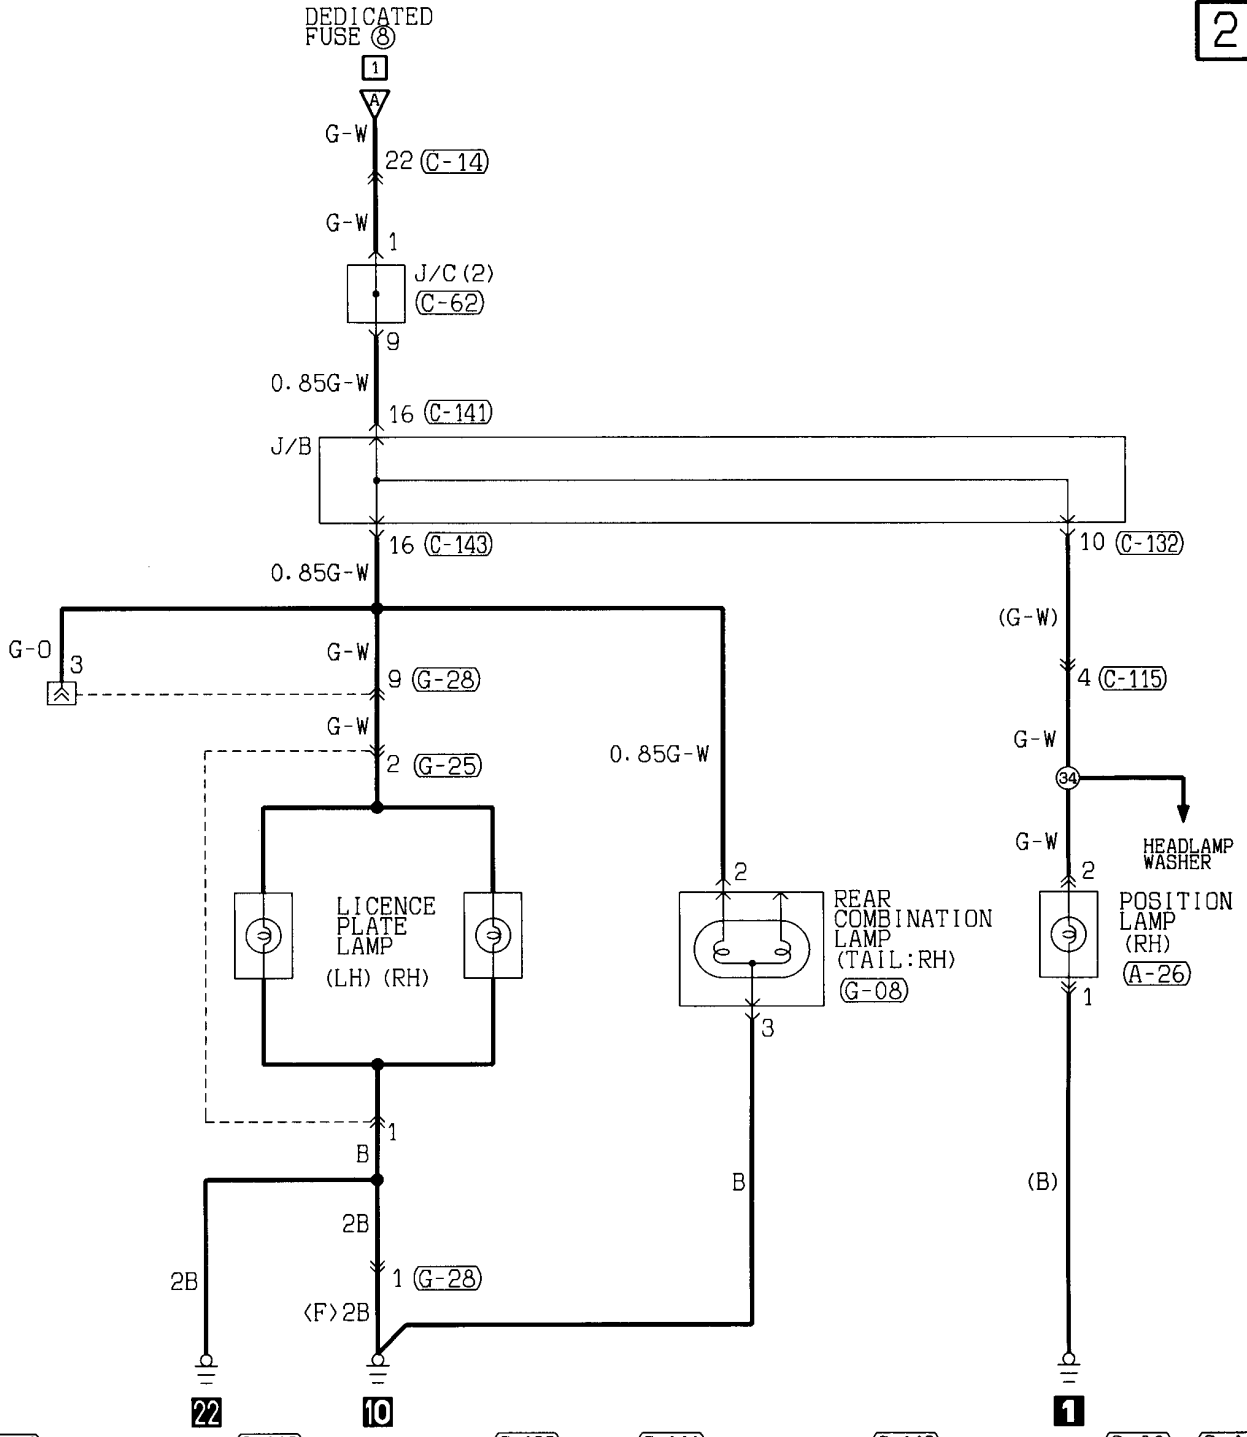 DEDICATED
FUSE ⑧
2
1
A
G-W
22 (C-14)
G-W
1
J/C(2)
(C-62)
9
0.85G-W
16 (C-141)
J/B
16 (C-143)
10 (C-132)
0.85G-W
(G-W)
G-O
3
G-W
9 (G-28)
4 (C-115)
G-W
2 (G-25)
0.85G-W
G-W
34
G-W
HEADLAMP
WASHER
2
2
LICENCE
PLATE
LAMP
(LH) (RH)
REAR
COMBINATION
LAMP
(TAIL:RH)
(G-08)
POSITION
LAMP
(RH)
(A-26)
3
1
1
B
B
(B)
2B
2B
1 (G-28)
(F)2B
22
10
1